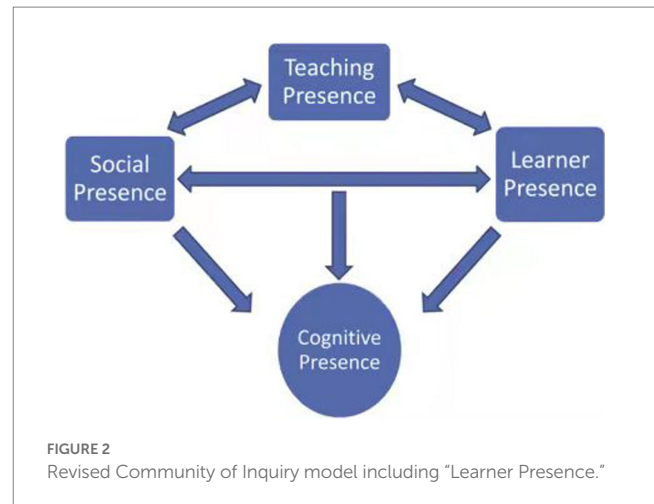 Teaching
Presence
Social
Presence
Learner
Presence
Cognitive
Presence
FIGURE 2
Revised Community of Inquiry model including “Learner Presence.”